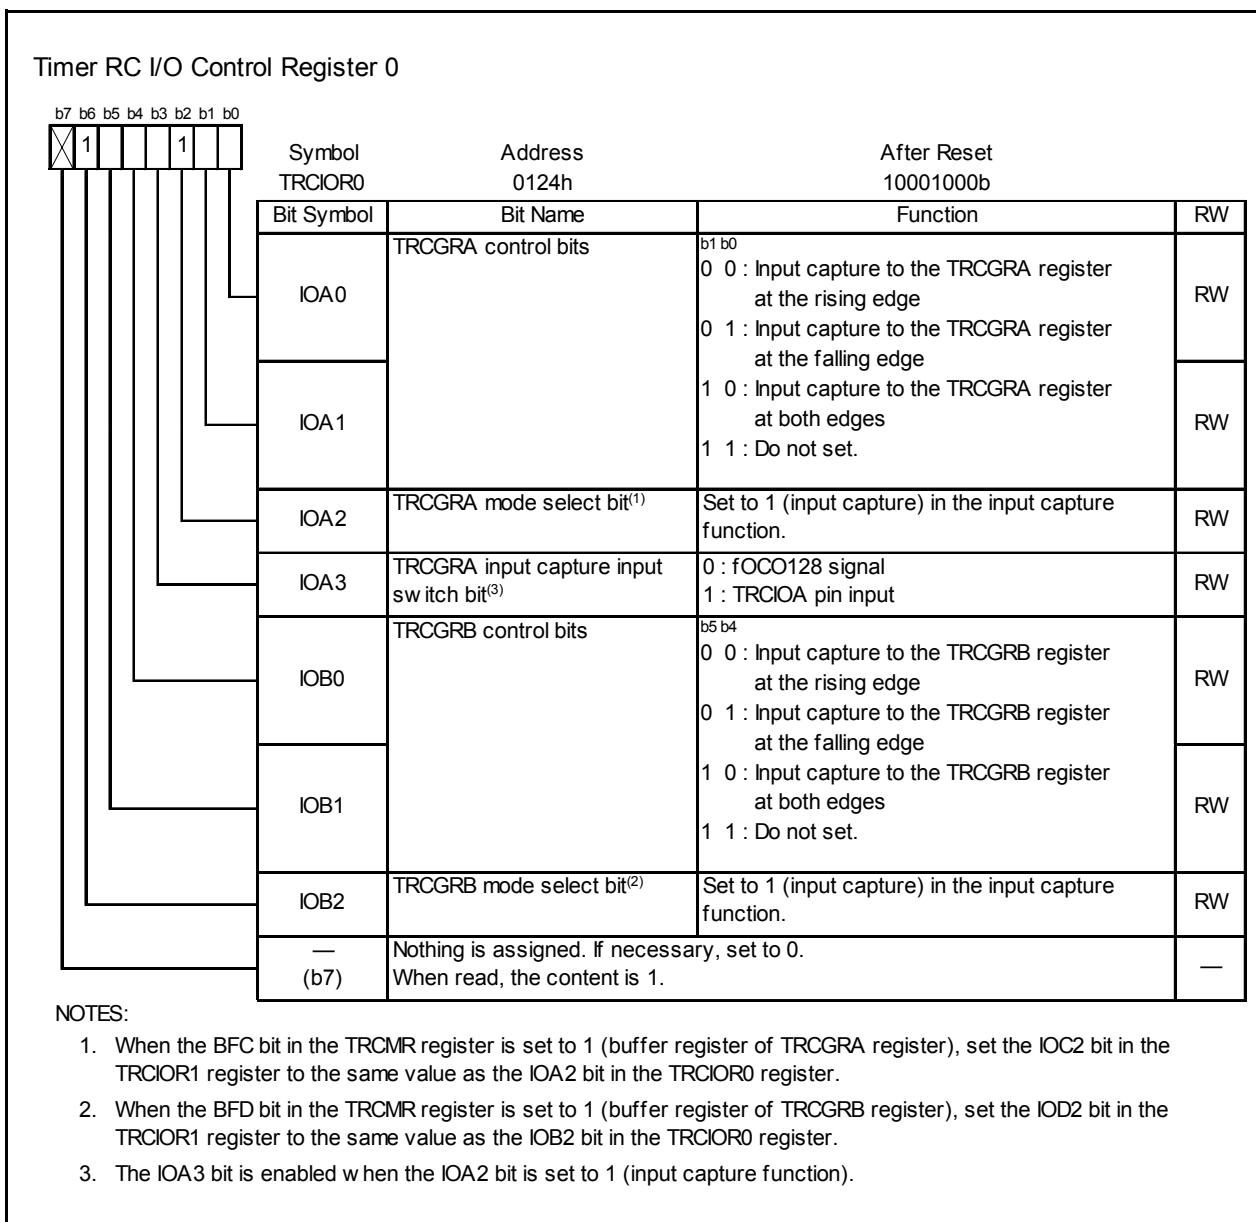 Timer RC I/O Control Register 0
b7 b6 b5 b4 b3 b2 b1 b0
1 1
Symbol Address After Reset
TRCIOR0 0124h 10001000b
Bit Symbol Bit Name Function RW
IOA0 TRCGRA control bits b1 b0
0 0 : Input capture to the TRCGRA register
at the rising edge RW
0 1 : Input capture to the TRCGRA register
at the falling edge
IOA1 1 0 : Input capture to the TRCGRA register
at both edges RW
1 1 : Do not set.
IOA2 TRCGRA mode select bit(1) Set to 1 (input capture) in the input capture
function. RW
IOA3 TRCGRA input capture input 0 : fOCO128 signal
switch bit(3) 1 : TRCIOA pin input RW
IOB0 TRCGRB control bits b5 b4
0 0 : Input capture to the TRCGRB register
at the rising edge RW
0 1 : Input capture to the TRCGRB register
at the falling edge
IOB1 1 0 : Input capture to the TRCGRB register
at both edges RW
1 1 : Do not set.
IOB2 TRCGRB mode select bit(2) Set to 1 (input capture) in the input capture
function. RW
— Nothing is assigned. If necessary, set to 0.
(b7) When read, the content is 1. —
NOTES:
1. When the BFC bit in the TRCMR register is set to 1 (buffer register of TRCGRA register), set the IOC2 bit in the
TRCIOR1 register to the same value as the IOA2 bit in the TRCIOR0 register.
2. When the BFD bit in the TRCMR register is set to 1 (buffer register of TRCGRB register), set the IOD2 bit in the
TRCIOR1 register to the same value as the IOB2 bit in the TRCIOR0 register.
3. The IOA3 bit is enabled when the IOA2 bit is set to 1 (input capture function).